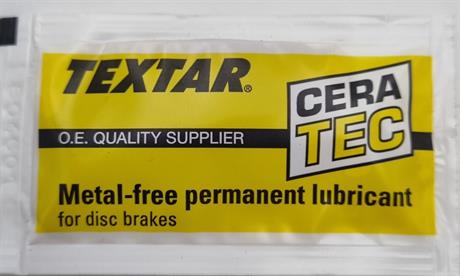 TEXTAR®
CERA
TEC
O.E. QUALITY SUPPLIER
Metal-free permanent lubricant
for disc brakes